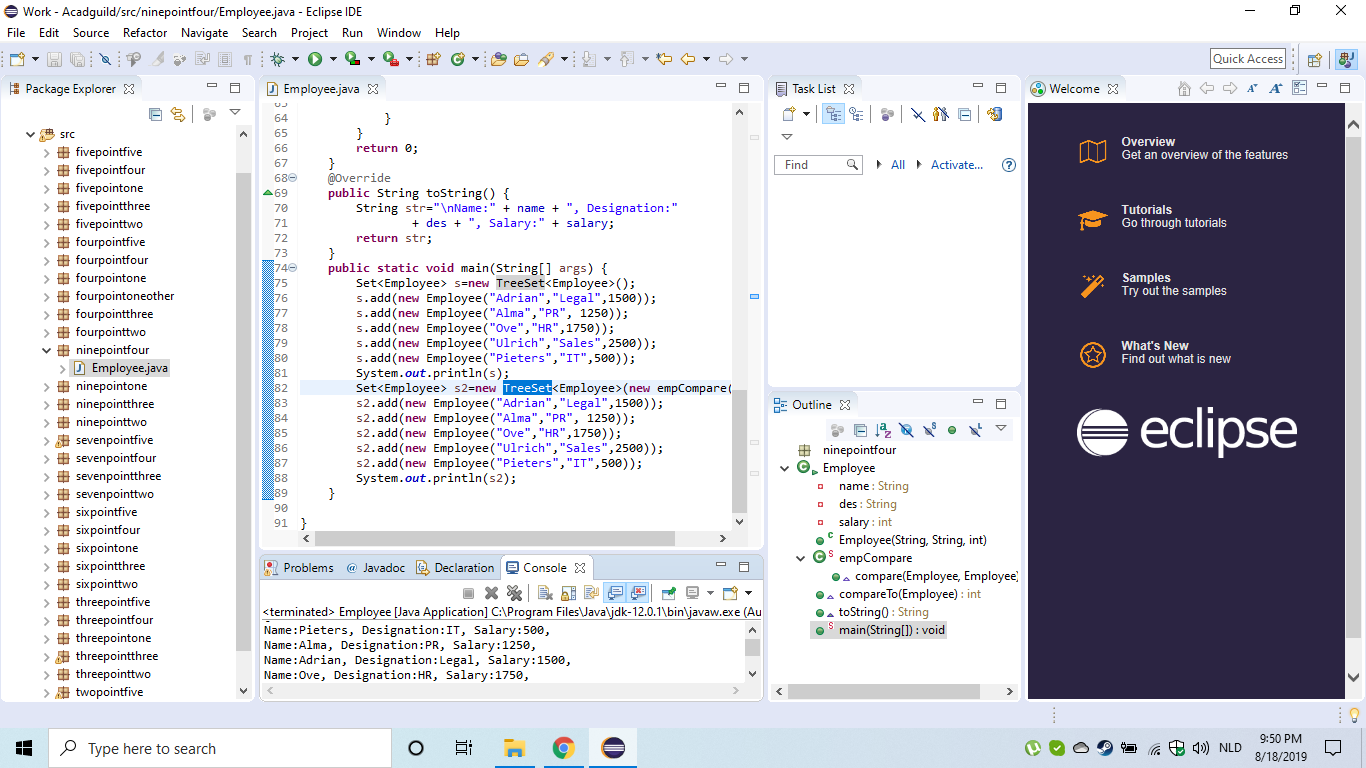 Work - Acadguild/src/ninepointfour/Employee.java - Eclipse IDE
File Edit Source Refactor Navigate Search Project Run Window Help
Quick Access
Package Explorer
src
fivepointfive
fivepointfour
fivepointone
fivepointthree
fivepointtwo
fourpointfive
fourpointfour
fourpointone
fourpointoneother
fourpointthree
fourpointtwo
ninepointfour
Employee.java
ninepointone
ninepointthree
ninepointtwo
sevenpointfive
sevenpointfour
sevenpointthree
sevenpointtwo
sixpointfive
sixpointfour
sixpointone
sixpointthree
sixpointtwo
threepointfive
threepointfour
threepointone
threepointthree
threepointtwo
twopointfive
Employee.java
64 }
65 }
66 return 0;
67 }
68 @Override
69 public String toString() {
70 String str="\nName:" + name + ", Designation:"
71 + des + ", Salary:" + salary;
72 return str;
73 }
74 public static void main(String[] args) {
75 Set<Employee> s=new TreeSet<Employee>();
76 s.add(new Employee("Adrian","Legal",1500));
77 s.add(new Employee("Alma","PR", 1250));
78 s.add(new Employee("Ove","HR",1750));
79 s.add(new Employee("Ulrich","Sales",2500));
80 s.add(new Employee("Pieters","IT",500));
81 System.out.println(s);
82 Set<Employee> s2=new TreeSet<Employee>(new empCompare(
83 s2.add(new Employee("Adrian","Legal",1500));
84 s2.add(new Employee("Alma","PR", 1250));
85 s2.add(new Employee("Ove","HR",1750));
86 s2.add(new Employee("Ulrich","Sales",2500));
87 s2.add(new Employee("Pieters","IT",500));
88 System.out.println(s2);
89 }
90
91 }
Problems @ Javadoc Declaration Console
<terminated> Employee [Java Application] C:\Program Files\Java\jdk-12.0.1\bin\javaw.exe (Au
Name:Pieters, Designation:IT, Salary:500,
Name:Alma, Designation:PR, Salary:1250,
Name:Adrian, Designation:Legal, Salary:1500,
Name:Ove, Designation:HR, Salary:1750,
Task List
Find All Activate...
Outline
ninepointfour
Employee
name : String
des : String
salary : int
Employee(String, String, int)
empCompare
compare(Employee, Employee)
compareTo(Employee) : int
toString() : String
main(String[]) : void
Welcome
Overview
Get an overview of the features
Tutorials
Go through tutorials
Samples
Try out the samples
What's New
Find out what is new
eclipse
Type here to search
NLD
9:50 PM
8/18/2019